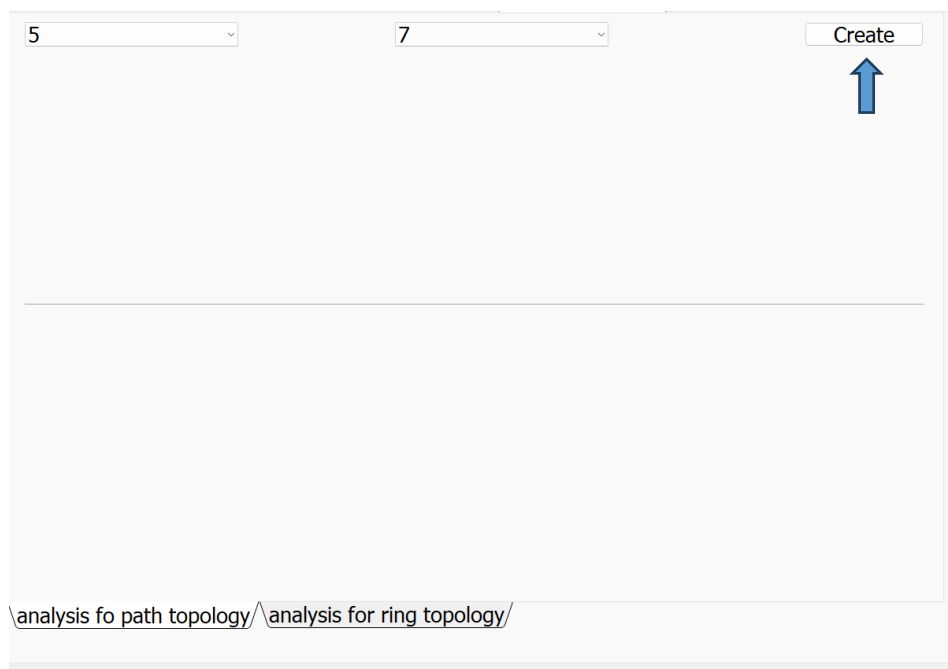 5
7
Create
analysis fo path topology
analysis for ring topology